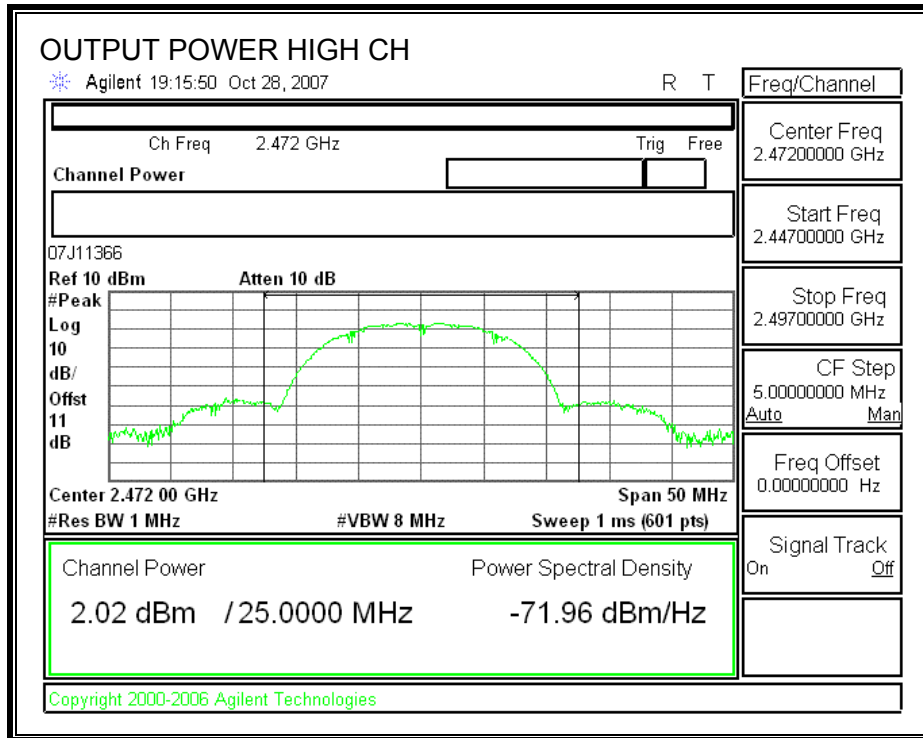 OUTPUT POWER HIGH CH
Agilent 19:15:50 Oct 28, 2007 R T
Freq/Channel
Ch Freq 2.472 GHz Trig Free
Channel Power
Center Freq
2.47200000 GHz
Start Freq
2.44700000 GHz
Stop Freq
2.49700000 GHz
CF Step
5.00000000 MHz
Auto Man
Freq Offset
0.00000000 Hz
Signal Track
On Off
07J11366
Ref 10 dBm Atten 10 dB
#Peak
Log
10
dB/
Offst
11
dB
Center 2.472 00 GHz Span 50 MHz
#Res BW 1 MHz #VBW 8 MHz Sweep 1 ms (601 pts)
Channel Power Power Spectral Density
2.02 dBm / 25.0000 MHz -71.96 dBm/Hz
Copyright 2000-2006 Agilent Technologies